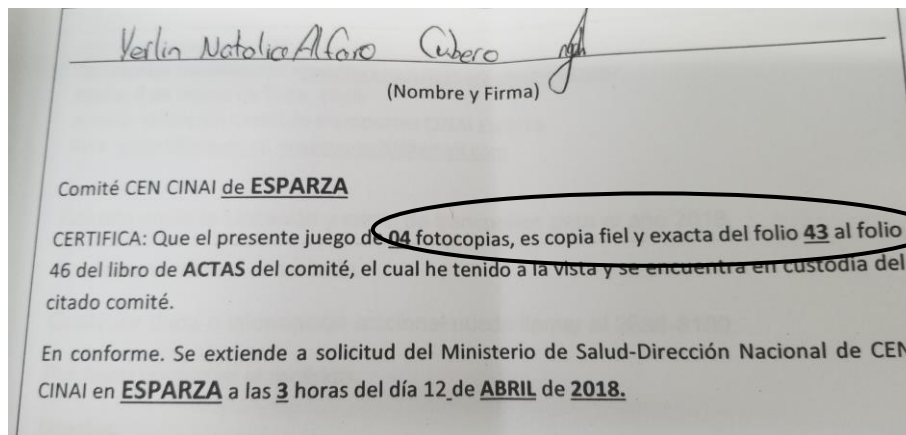 Yerlin Natalia Alfaro Cubero
(Nombre y Firma)
Comité CEN CINAI de ESPARZA
CERTIFICA: Que el presente juego de 04 fotocopias, es copia fiel y exacta del folio 43 al folio
46 del libro de ACTAS del comité, el cual he tenido a la vista y se encuentra en custodia del
citado comité.
En conforme. Se extiende a solicitud del Ministerio de Salud-Dirección Nacional de CEN
CINAI en ESPARZA a las 3 horas del día 12 de ABRIL de 2018.